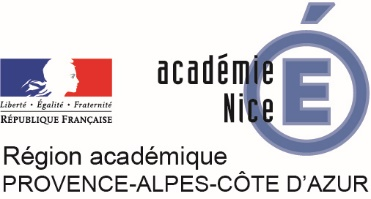 académie
Nice
É
Liberté • Égalité • Fraternité
RÉPUBLIQUE FRANÇAISE
Région académique
PROVENCE-ALPES-CÔTE D'AZUR